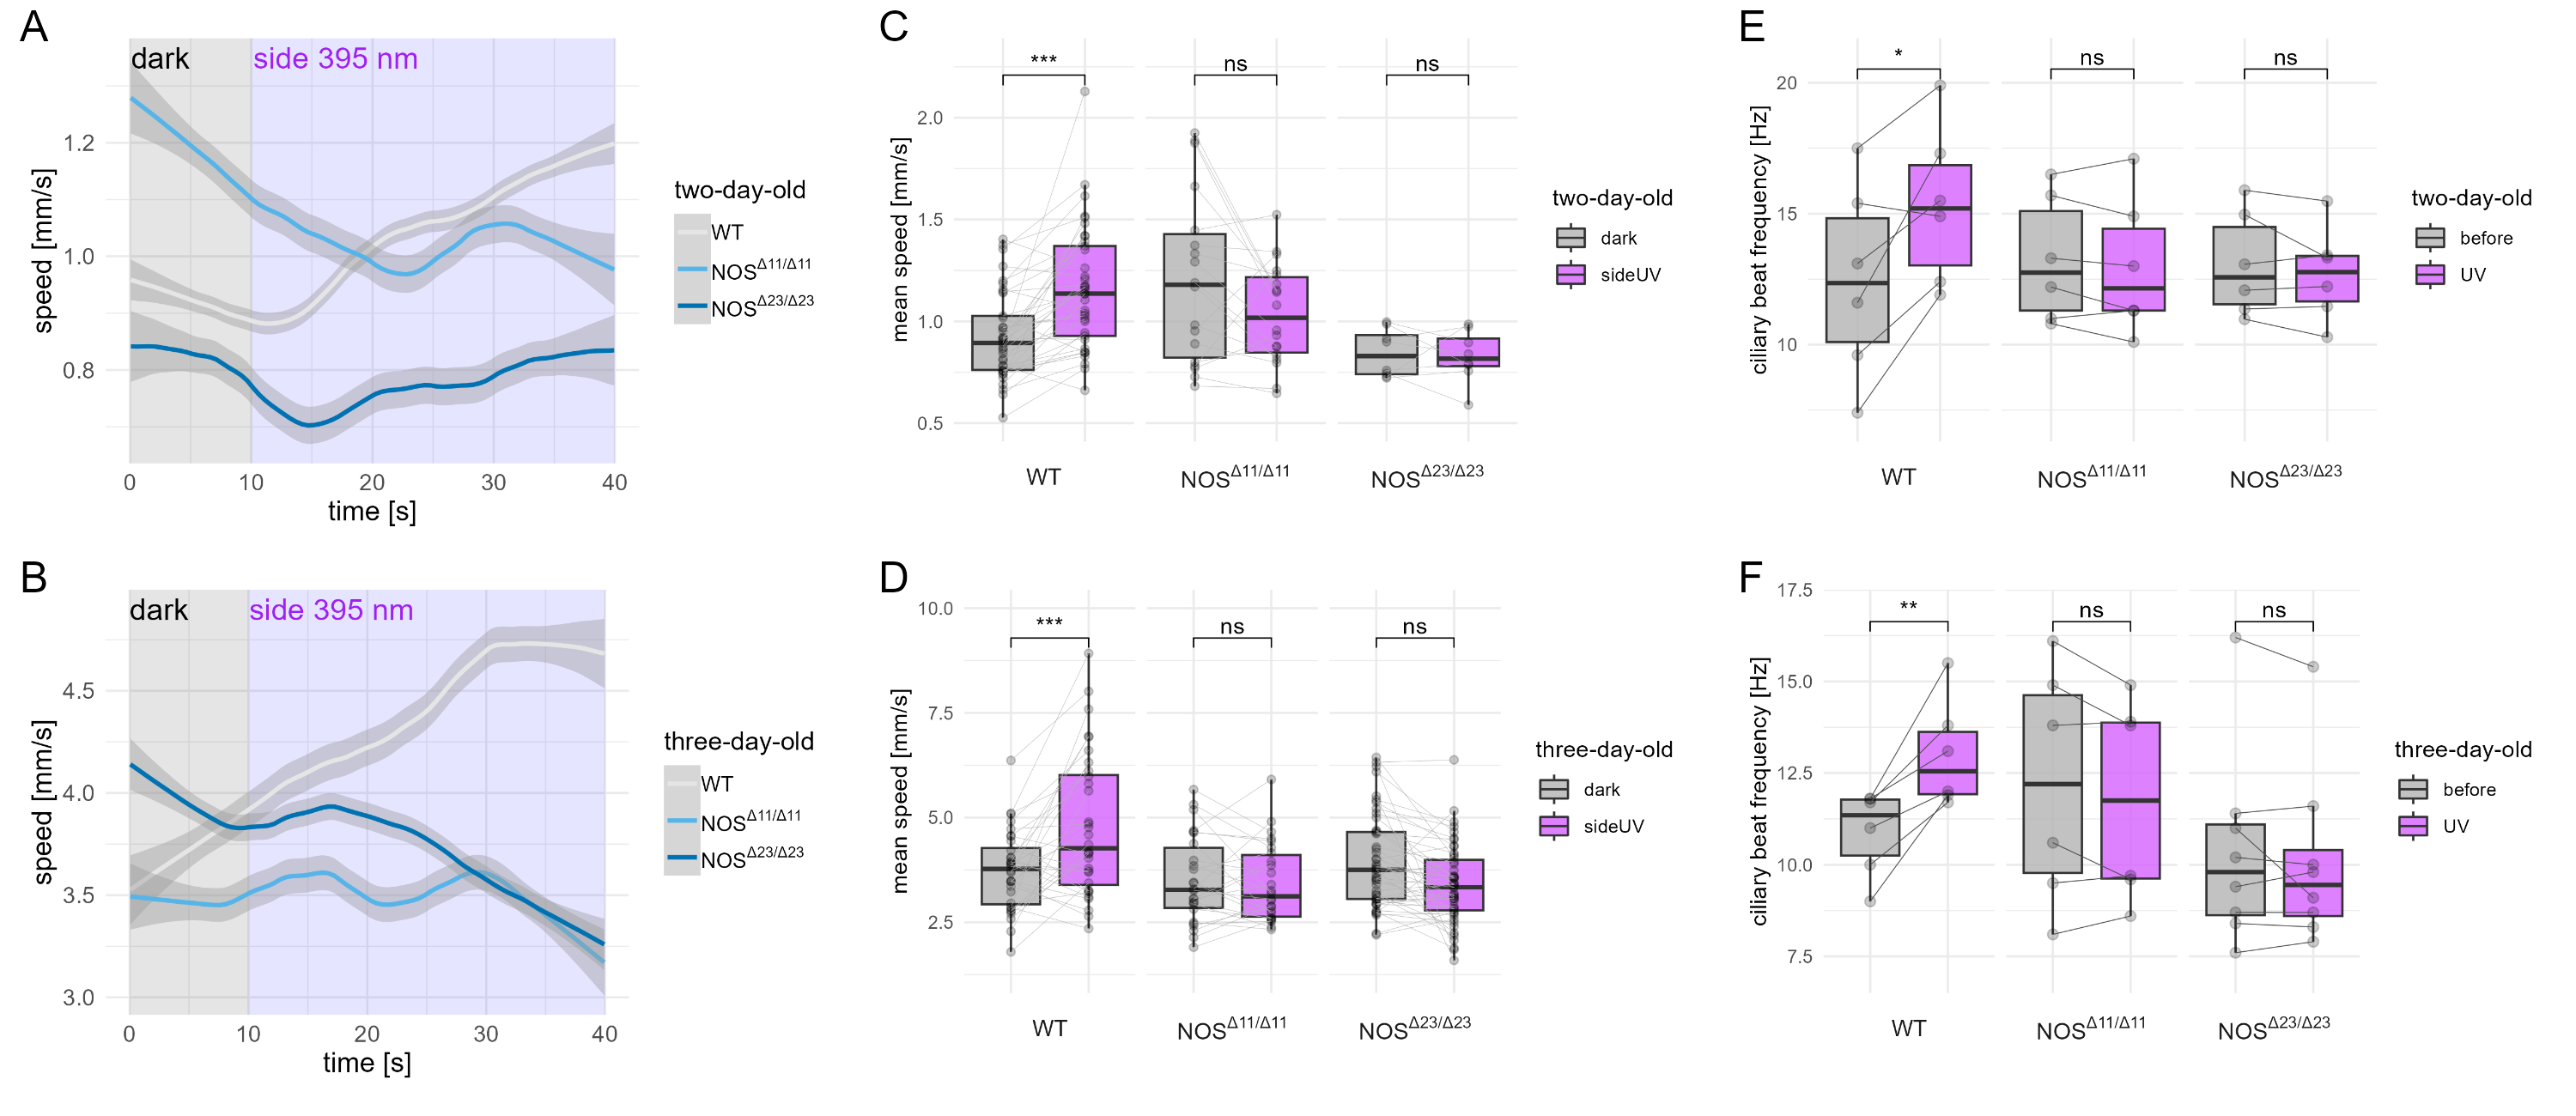 A
dark
side 395 nm
1.2
1.0
0.8
speed [mm/s]
0 10 20 30 40
time [s]
two-day-old
WT
NOSΔ11/Δ11
NOSΔ23/Δ23
C
2.0
1.5
1.0
0.5
mean speed [mm/s]
*** ns ns
WT NOSΔ11/Δ11 NOSΔ23/Δ23
two-day-old
dark
sideUV
E
20
15
10
ciliary beat frequency [Hz]
* ns ns
WT NOSΔ11/Δ11 NOSΔ23/Δ23
two-day-old
before
UV
B
dark
side 395 nm
4.5
4.0
3.5
3.0
speed [mm/s]
0 10 20 30 40
time [s]
three-day-old
WT
NOSΔ11/Δ11
NOSΔ23/Δ23
D
10.0
7.5
5.0
2.5
mean speed [mm/s]
*** ns ns
WT NOSΔ11/Δ11 NOSΔ23/Δ23
three-day-old
dark
sideUV
F
17.5
15.0
12.5
10.0
7.5
ciliary beat frequency [Hz]
** ns ns
WT NOSΔ11/Δ11 NOSΔ23/Δ23
three-day-old
before
UV